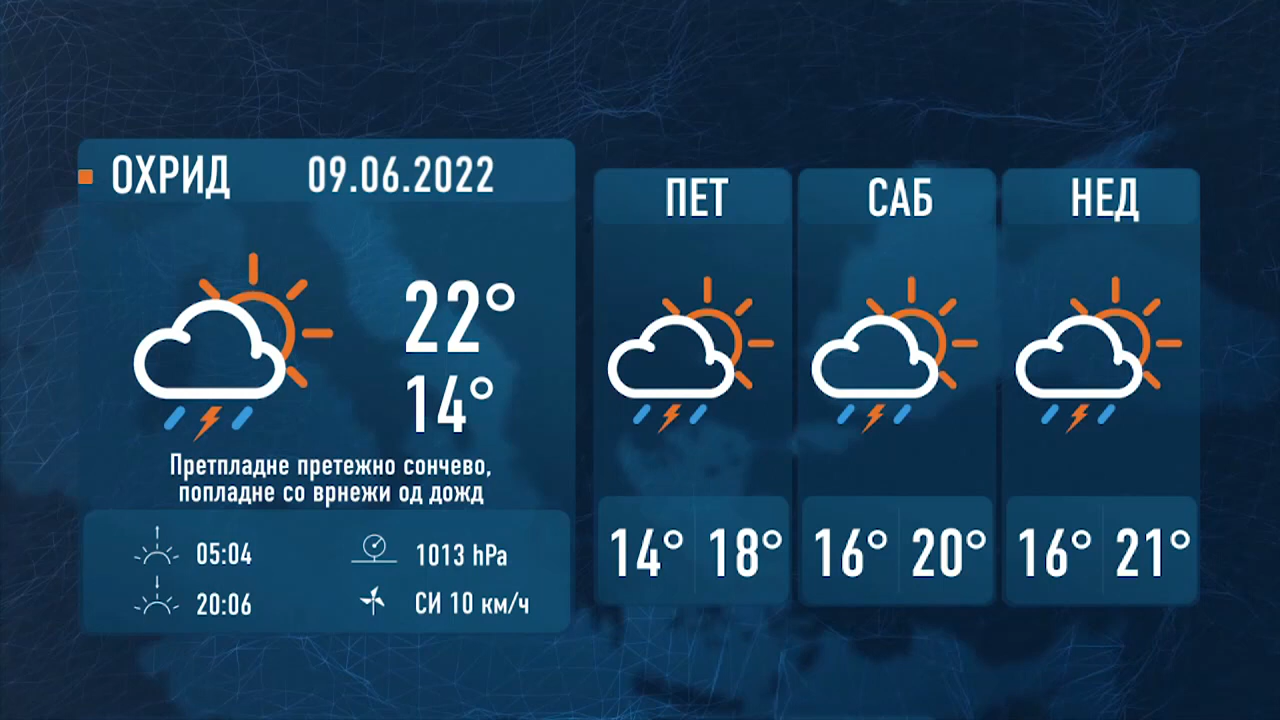 ОХРИД 09.06.2022
22°
14°
Претпладне претежно сончево,
попладне со врнежи од дожд
05:04 1013 hPa
20:06 СИ 10 км/ч
ПЕТ САБ НЕД
14° 18° 16° 20° 16° 21°